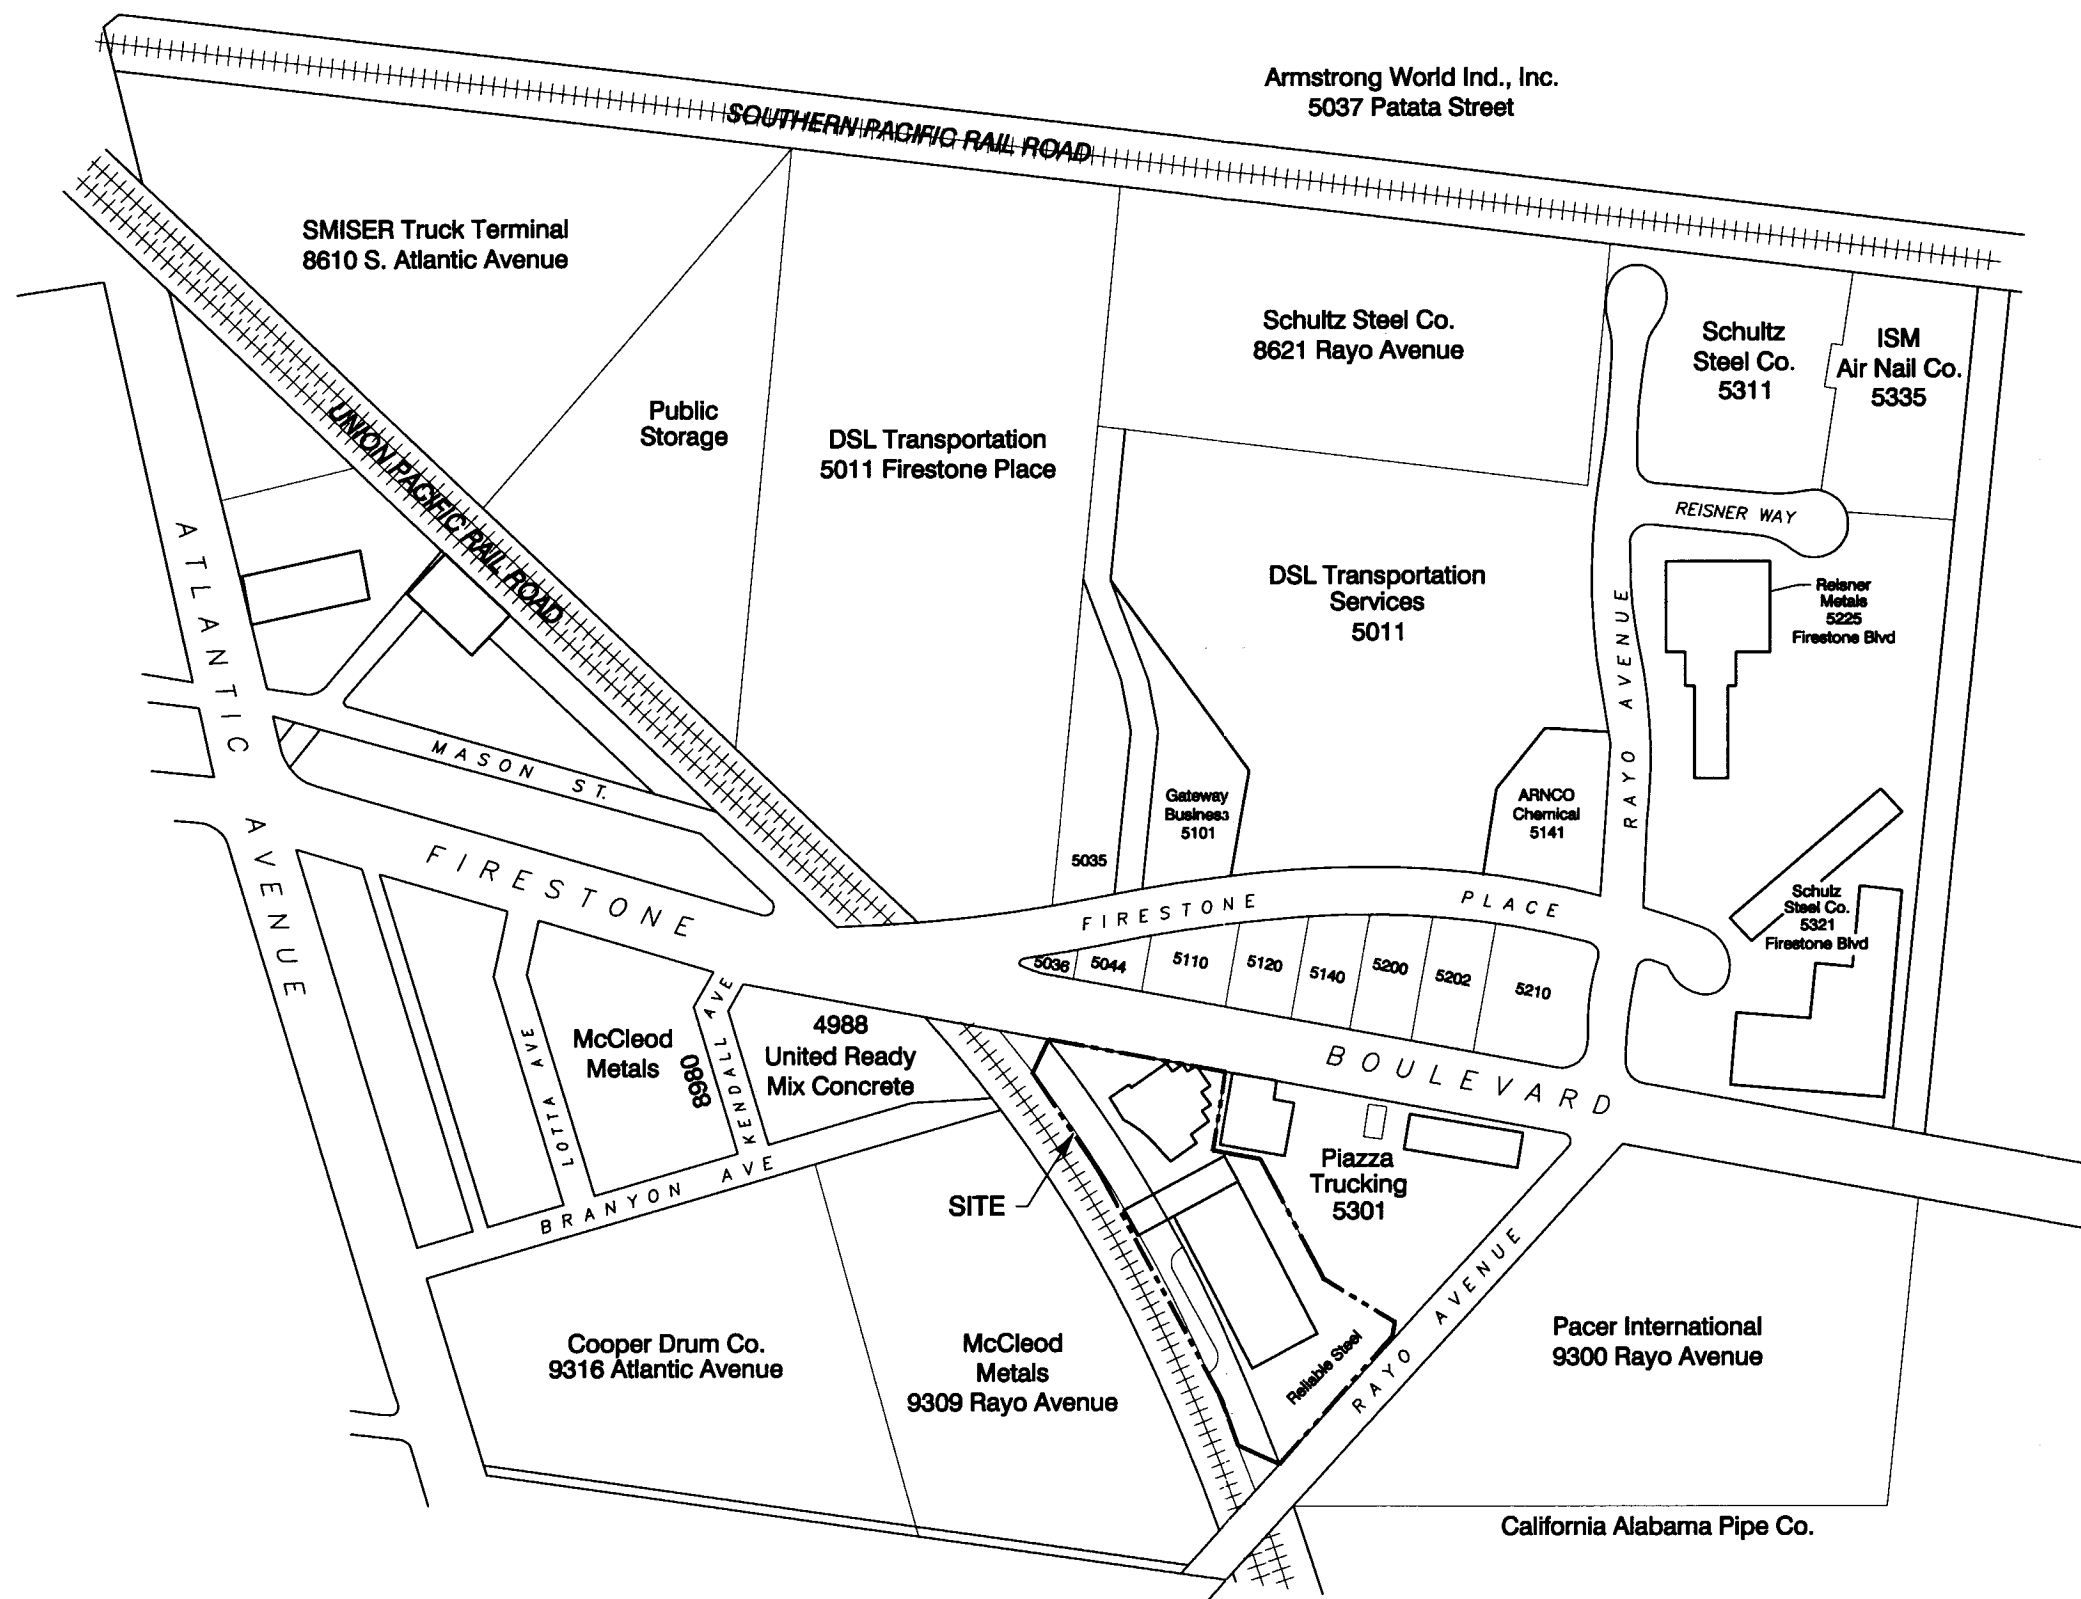 Armstrong World Ind., Inc.
5037 Patata Street
SOUTHERN PACIFIC RAIL ROAD
SMISER Truck Terminal
8610 S. Atlantic Avenue
Schultz Steel Co.
8621 Rayo Avenue
Schultz
Steel Co.
5311
ISM
Air Nail Co.
5335
Public
Storage
DSL Transportation
5011 Firestone Place
UNION PACIFIC RAIL ROAD
REISNER WAY
DSL Transportation
Services
5011
Reisner
Metals
5225
Firestone Blvd
RAYO AVENUE
ATLANTIC AVENUE
MASON ST.
Gateway
Business
5101
ARNCO
Chemical
5141
5035
FIRESTONE
FIRESTONE PLACE
Schulz
Steel Co.
5321
Firestone Blvd
5036
5044
5110
5120
5140
5200
5202
5210
BOULEVARD
LOTTA AVE
McCleod
Metals
8980
KENDALL AVE
4988
United Ready
Mix Concrete
BRANYON AVE
SITE
Piazza
Trucking
5301
RAYO AVENUE
Reliable Steel
Cooper Drum Co.
9316 Atlantic Avenue
McCleod
Metals
9309 Rayo Avenue
Pacer International
9300 Rayo Avenue
California Alabama Pipe Co.